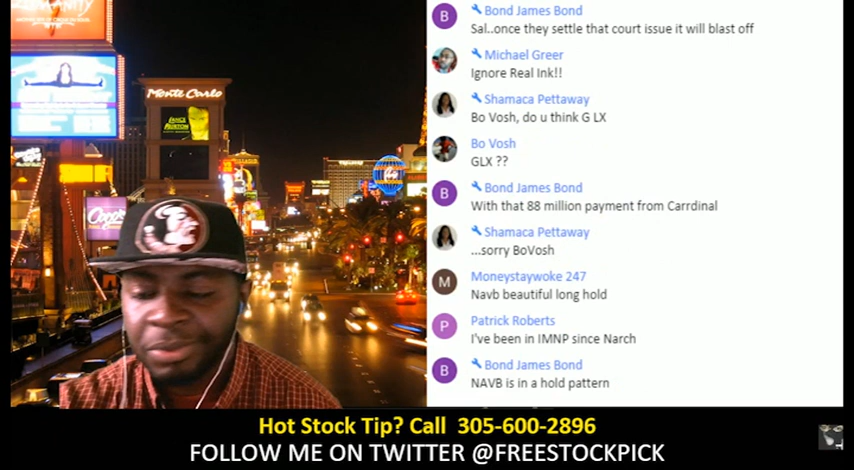 Monte Carlo
Coco's
Bond James Bond
Sal..once they settle that court issue it will blast off
Michael Greer
Ignore Real Ink!!
Shamaca Pettaway
Bo Vosh, do u think G LX
Bo Vosh
GLX ??
Bond James Bond
With that 88 million payment from Carrdinal
Shamaca Pettaway
...sorry BoVosh
Moneystaywoke 247
Navb beautiful long hold
Patrick Roberts
I've been in IMNP since Narch
Bond James Bond
NAVB is in a hold pattern
B
B
M
P
B
Hot Stock Tip? Call 305-600-2896
FOLLOW ME ON TWITTER @FREESTOCKPICK